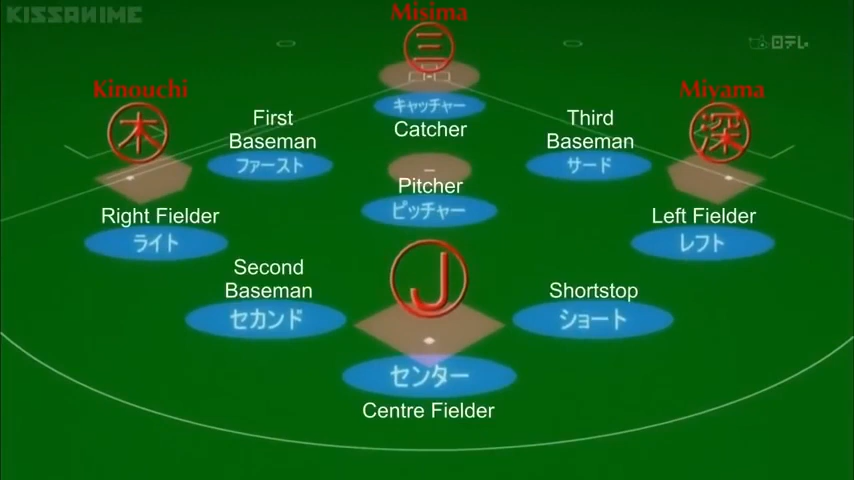 KISSANIME
Misima
三
日テレ
Kinouchi
木
Miyama
深
キャッチャー
Catcher
First
Baseman
ファースト
Third
Baseman
サード
Pitcher
ピッチャー
Right Fielder
ライト
Left Fielder
レフト
J
Second
Baseman
セカンド
Shortstop
ショート
センター
Centre Fielder